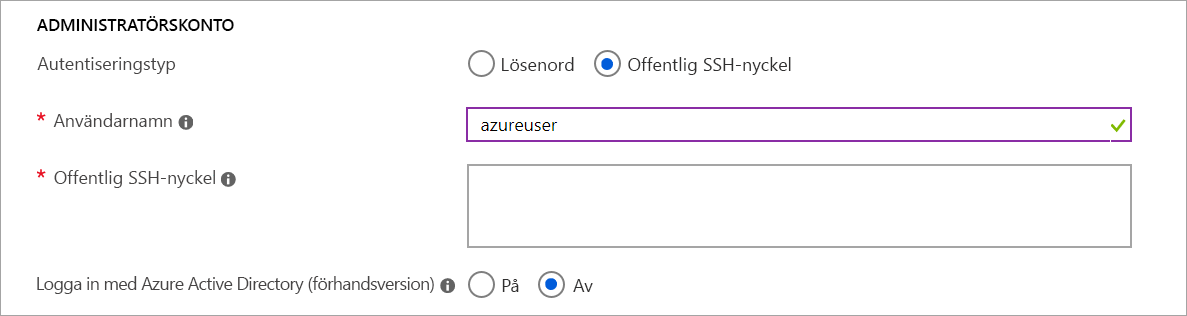 ADMINISTRATÖRSKONTO
Autentiseringstyp Lösenord Offentlig SSH-nyckel
* Användarnamn azureuser
* Offentlig SSH-nyckel
Logga in med Azure Active Directory (förhandsversion) På Av